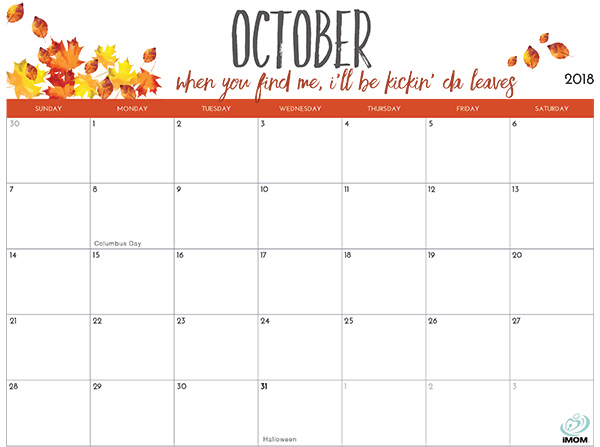 OCTOBER
when you find me, i'll be kickin' da leaves
2018
SUNDAY MONDAY TUESDAY WEDNESDAY THURSDAY FRIDAY SATURDAY
30 1 2 3 4 5 6
7 8 9 10 11 12 13
Columbus Day
14 15 16 17 18 19 20
21 22 23 24 25 26 27
28 29 30 31 1 2 3
Halloween
iMOM